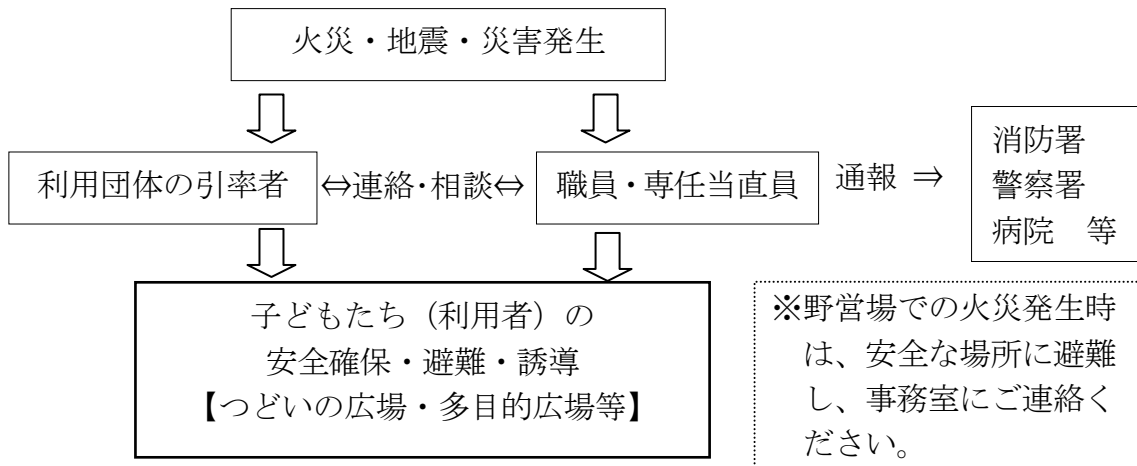 火災・地震・災害発生
利用団体の引率者 ⇔連絡・相談⇔ 職員・専任当直員 通報 ⇒
消防署
警察署
病院　等
子どもたち（利用者）の
安全確保・避難・誘導
【つどいの広場・多目的広場等】
※野営場での火災発生時
は、安全な場所に避難
し、事務室にご連絡く
ださい。